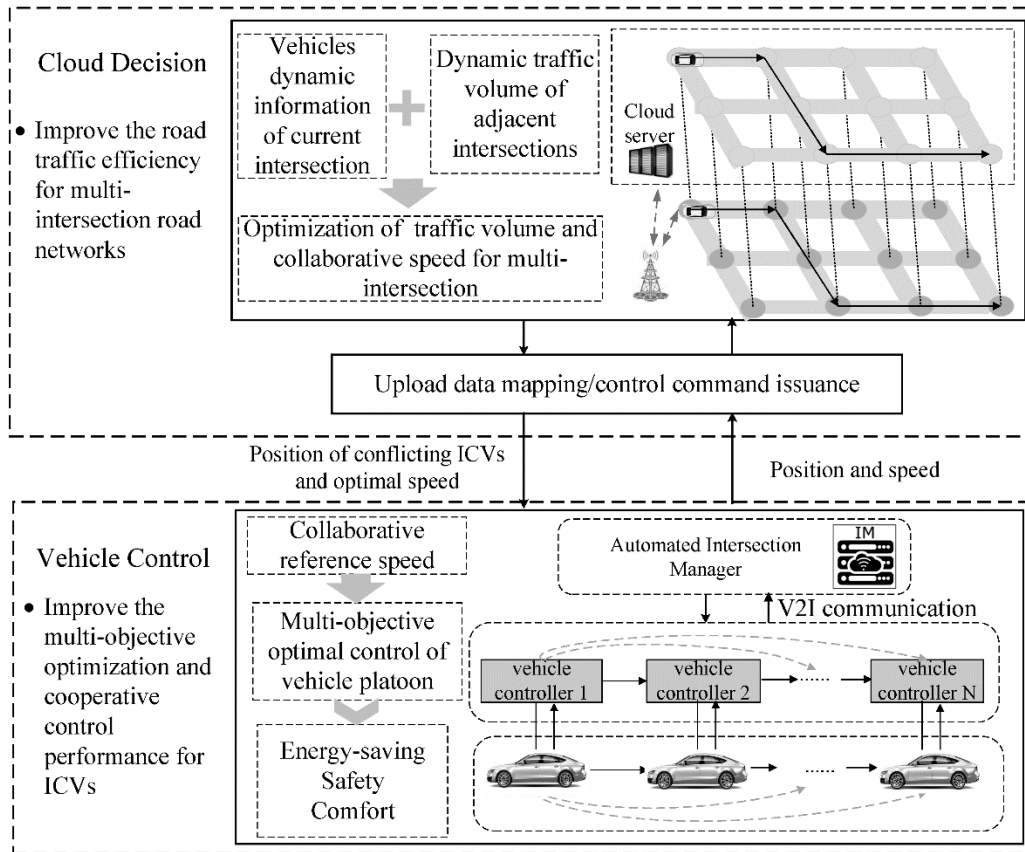 Cloud Decision
• Improve the road
traffic efficiency
for multi-
intersection road
networks
Vehicles
dynamic
information
of current
intersection
Dynamic traffic
volume of
adjacent
intersections
Optimization of traffic volume and
collaborative speed for multi-
intersection
Cloud
server
Upload data mapping/control command issuance
Position of conflicting ICVs
and optimal speed
Position and speed
Vehicle Control
• Improve the
multi-objective
optimization and
cooperative
control
performance for
ICVs
Collaborative
reference speed
Multi-objective
optimal control of
vehicle platoon
Energy-saving
Safety
Comfort
Automated Intersection
Manager
IM
V2I communication
vehicle
controller 1
vehicle
controller 2
......
vehicle
controller N
......